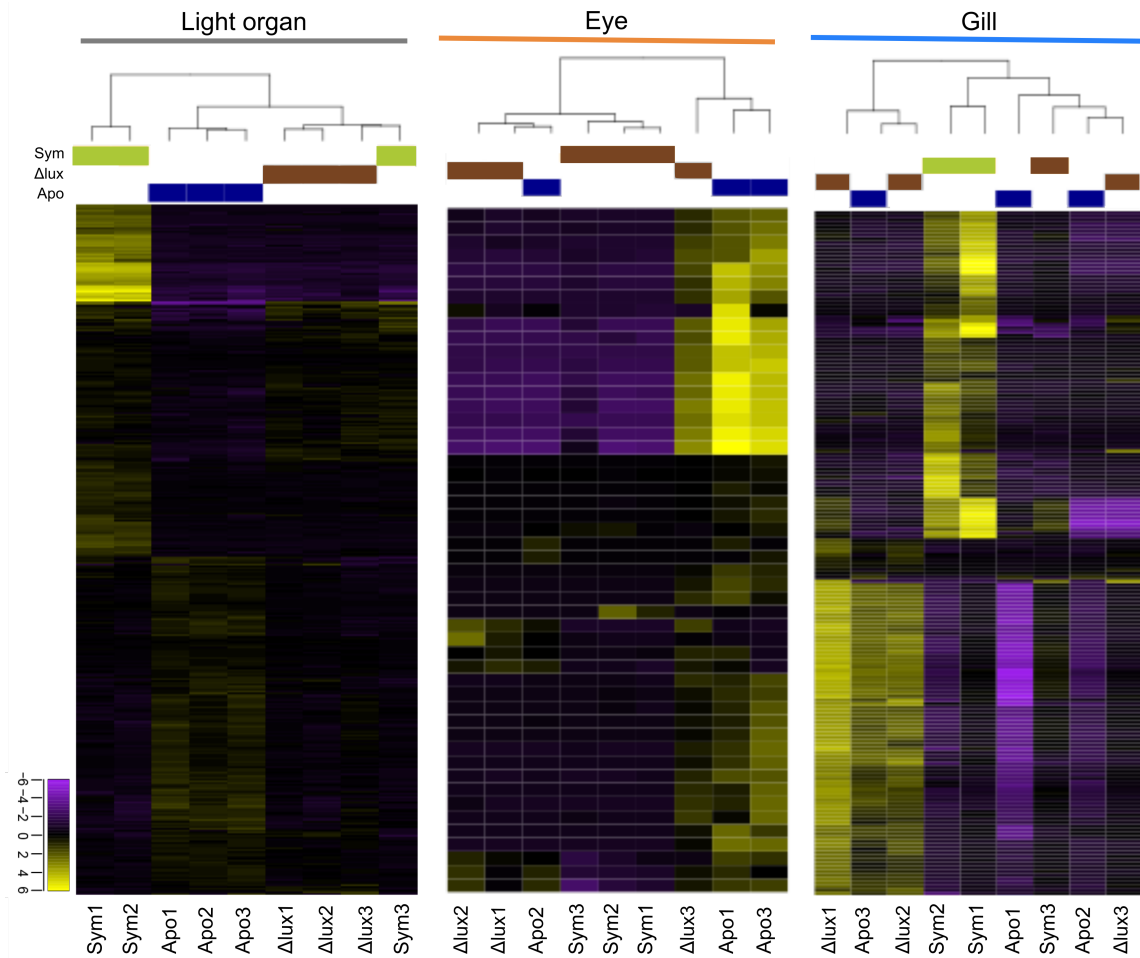 Light organ Eye Gill
Sym
Δlux
Apo
-6 -4 -2 0 2 4 6
Sym1 Sym2 Apo1 Apo2 Apo3 Δlux1 Δlux2 Δlux3 Sym3
Δlux2 Δlux1 Apo2 Sym3 Sym2 Sym1 Δlux3 Apo1 Apo3
Δlux1 Apo3 Δlux2 Sym2 Sym1 Apo1 Sym3 Apo2 Δlux3